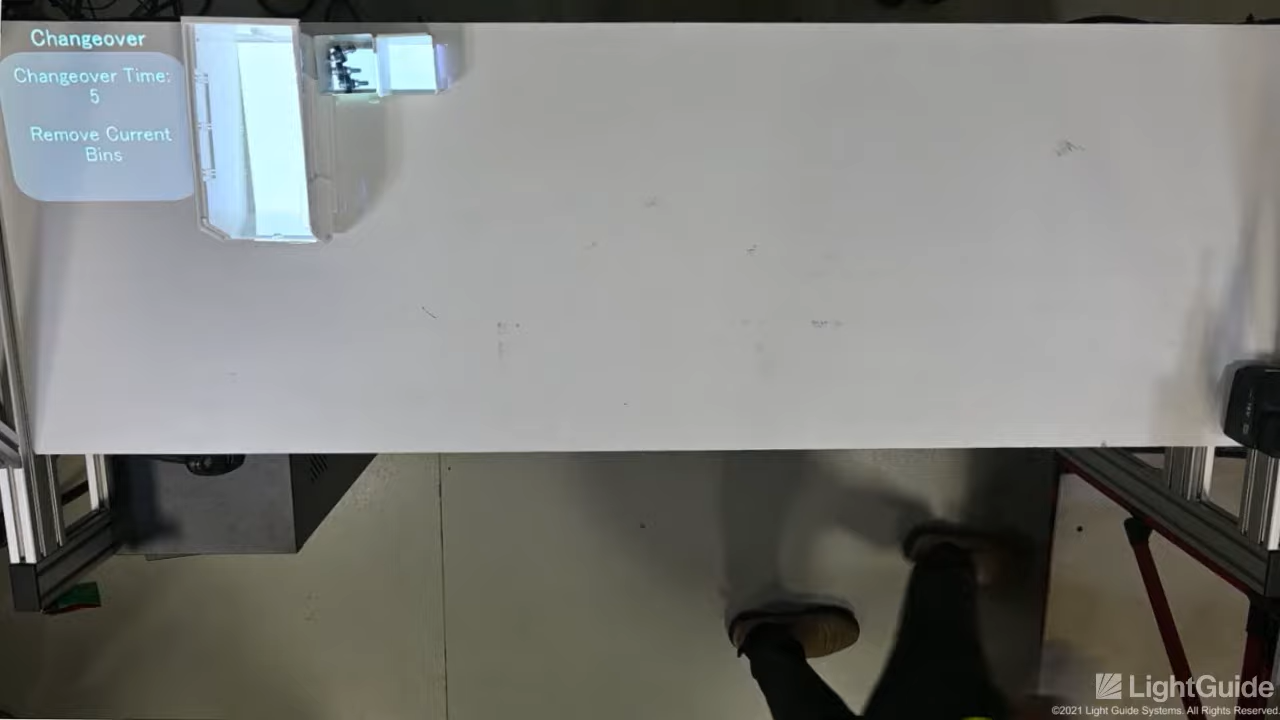 Changeover
Changeover Time:
5
Remove Current
Bins
LightGuide
©2021 Light Guide Systems. All Rights Reserved.